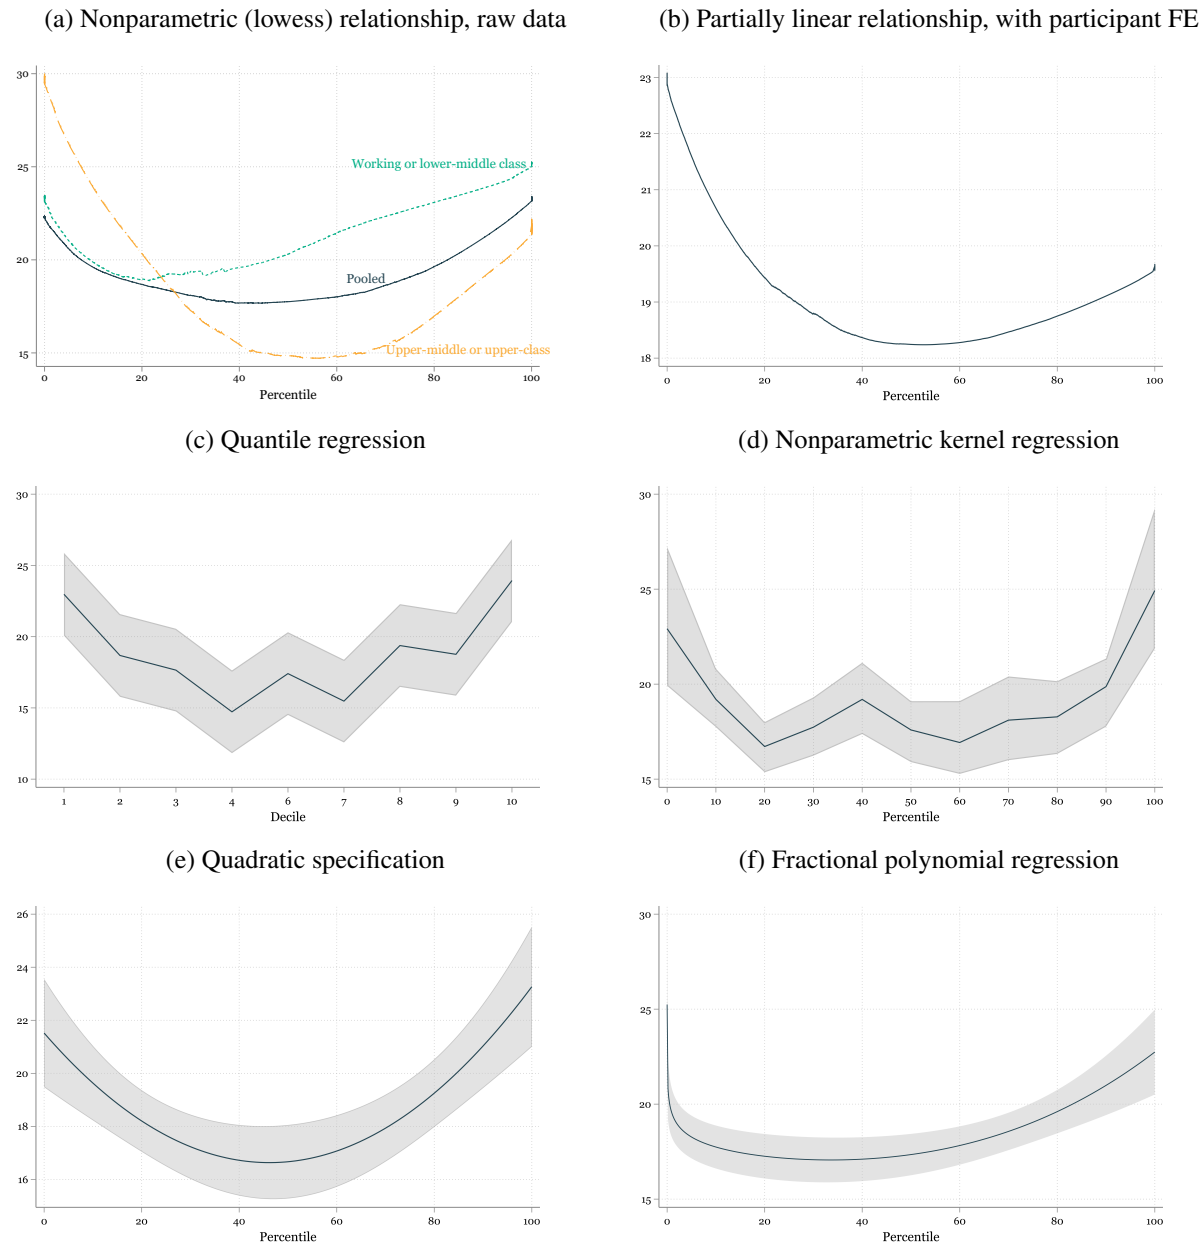 (a) Nonparametric (lowess) relationship, raw data
30
25
20
15
Working or lower-middle class
Pooled
Upper-middle or upper-class
0 20 40 60 80 100
Percentile
(b) Partially linear relationship, with participant FE
23
22
21
20
19
18
0 20 40 60 80 100
Percentile
(c) Quantile regression
30
25
20
15
10
1 2 3 4 6 7 8 9 10
Decile
(d) Nonparametric kernel regression
30
25
20
15
0 10 20 30 40 50 60 70 80 90 100
Percentile
(e) Quadratic specification
26
24
22
20
18
16
0 20 40 60 80 100
Percentile
(f) Fractional polynomial regression
30
25
20
15
0 20 40 60 80 100
Percentile